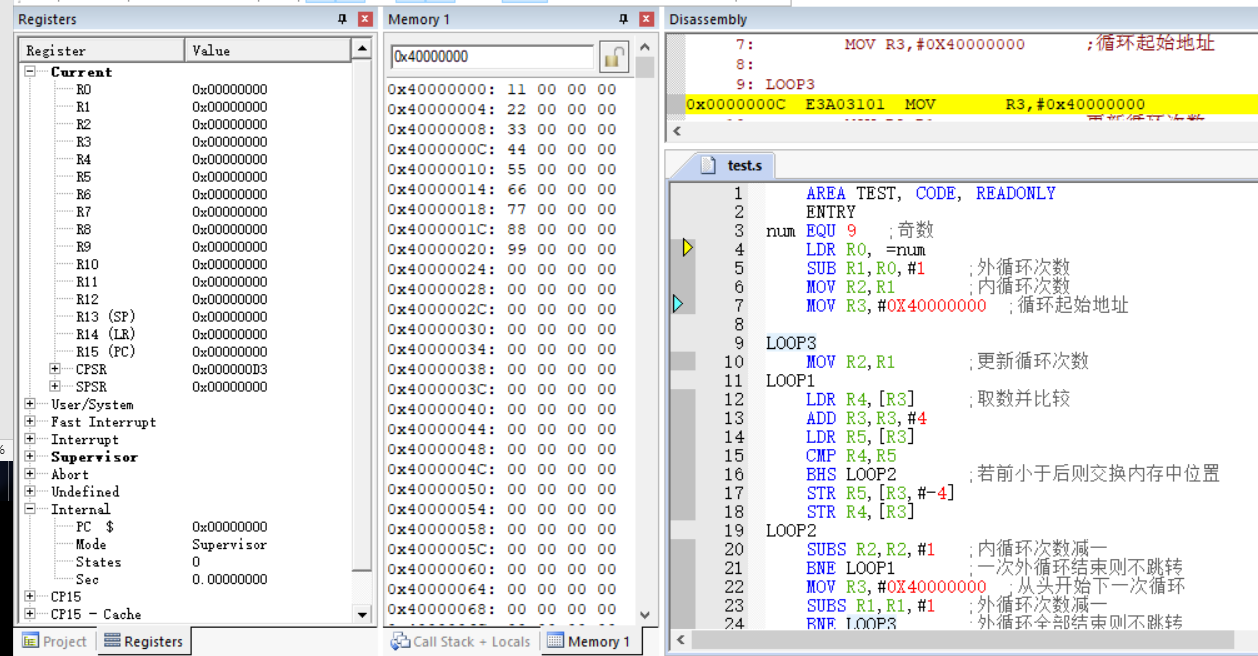 Registers
Register Value
Current
R0 0x00000000
R1 0x00000000
R2 0x00000000
R3 0x00000000
R4 0x00000000
R5 0x00000000
R6 0x00000000
R7 0x00000000
R8 0x00000000
R9 0x00000000
R10 0x00000000
R11 0x00000000
R12 0x00000000
R13 (SP) 0x00000000
R14 (LR) 0x00000000
R15 (PC) 0x00000000
CPSR 0x000000D3
SPSR 0x00000000
User/System
Fast Interrupt
Interrupt
Supervisor
Abort
Undefined
Internal
PC $ 0x00000000
Mode Supervisor
States 0
Sec 0.00000000
CP15
CP15 - Cache
Project Registers
Memory 1
0x40000000
0x40000000: 11 00 00 00
0x40000004: 22 00 00 00
0x40000008: 33 00 00 00
0x4000000C: 44 00 00 00
0x40000010: 55 00 00 00
0x40000014: 66 00 00 00
0x40000018: 77 00 00 00
0x4000001C: 88 00 00 00
0x40000020: 99 00 00 00
0x40000024: 00 00 00 00
0x40000028: 00 00 00 00
0x4000002C: 00 00 00 00
0x40000030: 00 00 00 00
0x40000034: 00 00 00 00
0x40000038: 00 00 00 00
0x4000003C: 00 00 00 00
0x40000040: 00 00 00 00
0x40000044: 00 00 00 00
0x40000048: 00 00 00 00
0x4000004C: 00 00 00 00
0x40000050: 00 00 00 00
0x40000054: 00 00 00 00
0x40000058: 00 00 00 00
0x4000005C: 00 00 00 00
0x40000060: 00 00 00 00
0x40000064: 00 00 00 00
0x40000068: 00 00 00 00
Call Stack + Locals Memory 1
Disassembly
7: MOV R3,#0X40000000 ;循环起始地址
8:
9: LOOP3
0x0000000C E3A03101 MOV R3,#0x40000000
test.s
1 AREA TEST, CODE, READONLY
2 ENTRY
3 num EQU 9 ;奇数
4 LDR R0, =num
5 SUB R1,R0,#1 ;外循环次数
6 MOV R2,R1 ;内循环次数
7 MOV R3,#0X40000000 ;循环起始地址
8
9 LOOP3
10 MOV R2,R1 ;更新循环次数
11 LOOP1
12 LDR R4,[R3] ;取数并比较
13 ADD R3,R3,#4
14 LDR R5,[R3]
15 CMP R4,R5
16 BHS LOOP2 ;若前小于后则交换内存中位置
17 STR R5,[R3,#-4]
18 STR R4,[R3]
19 LOOP2
20 SUBS R2,R2,#1 ;内循环次数减一
21 BNE LOOP1 ;一次外循环结束则不跳转
22 MOV R3,#0X40000000 ;从头开始下一次循环
23 SUBS R1,R1,#1 ;外循环次数减一
24 BNE LOOP3 ;外循环全部结束则不跳转